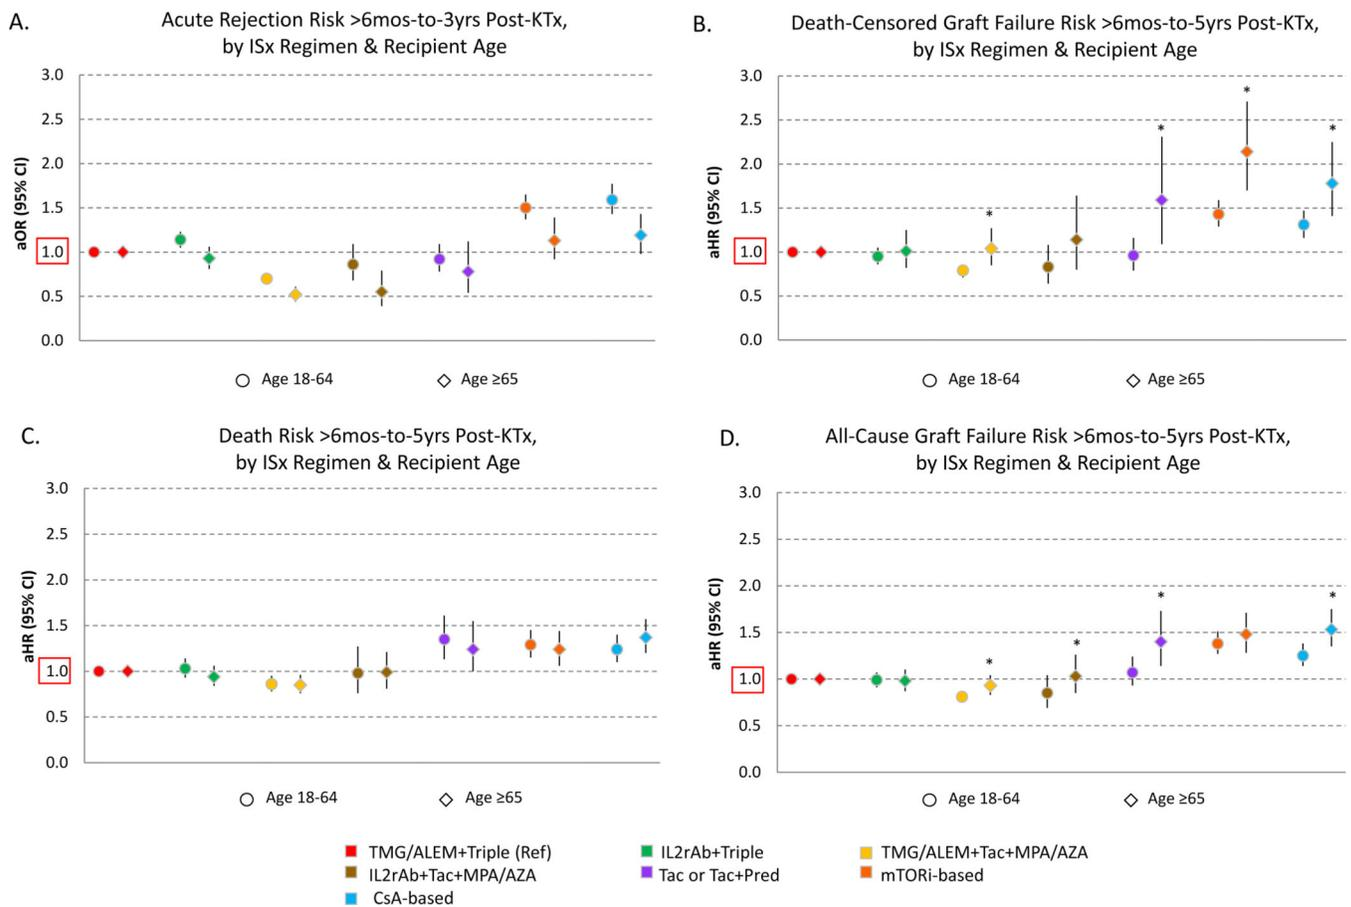 A.
Acute Rejection Risk >6mos-to-3yrs Post-KTx,
by ISx Regimen & Recipient Age
3.0
2.5
2.0
1.5
1.0
0.5
0.0
aOR (95% CI)
Age 18-64
Age ≥65
B.
Death-Censored Graft Failure Risk >6mos-to-5yrs Post-KTx,
by ISx Regimen & Recipient Age
3.0
2.5
2.0
1.5
1.0
0.5
0.0
aHR (95% CI)
*
*
*
*
Age 18-64
Age ≥65
C.
Death Risk >6mos-to-5yrs Post-KTx,
by ISx Regimen & Recipient Age
3.0
2.5
2.0
1.5
1.0
0.5
0.0
aHR (95% CI)
Age 18-64
Age ≥65
D.
All-Cause Graft Failure Risk >6mos-to-5yrs Post-KTx,
by ISx Regimen & Recipient Age
3.0
2.5
2.0
1.5
1.0
0.5
0.0
aHR (95% CI)
*
*
*
*
Age 18-64
Age ≥65
TMG/ALEM+Triple (Ref)
IL2rAb+Triple
TMG/ALEM+Tac+MPA/AZA
IL2rAb+Tac+MPA/AZA
Tac or Tac+Pred
mTORi-based
CsA-based